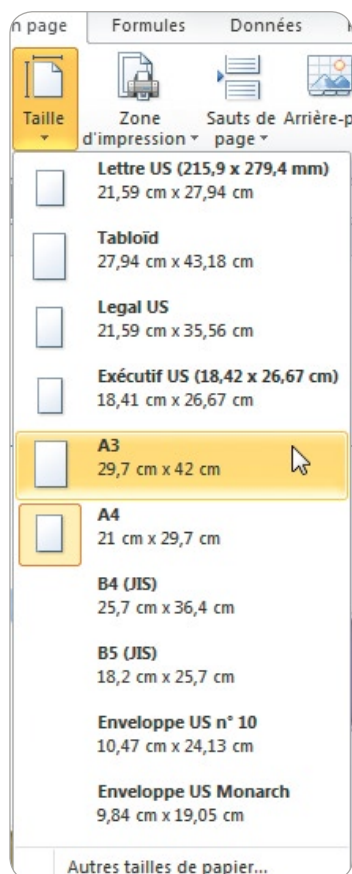 n page Formules Données
Taille Zone d'impression Sauts de page Arrière-p
Lettre US (215,9 x 279,4 mm)
21,59 cm x 27,94 cm
Tabloïd
27,94 cm x 43,18 cm
Legal US
21,59 cm x 35,56 cm
Exécutif US (18,42 x 26,67 cm)
18,41 cm x 26,67 cm
A3
29,7 cm x 42 cm
A4
21 cm x 29,7 cm
B4 (JIS)
25,7 cm x 36,4 cm
B5 (JIS)
18,2 cm x 25,7 cm
Enveloppe US n° 10
10,47 cm x 24,13 cm
Enveloppe US Monarch
9,84 cm x 19,05 cm
Autres tailles de papier...